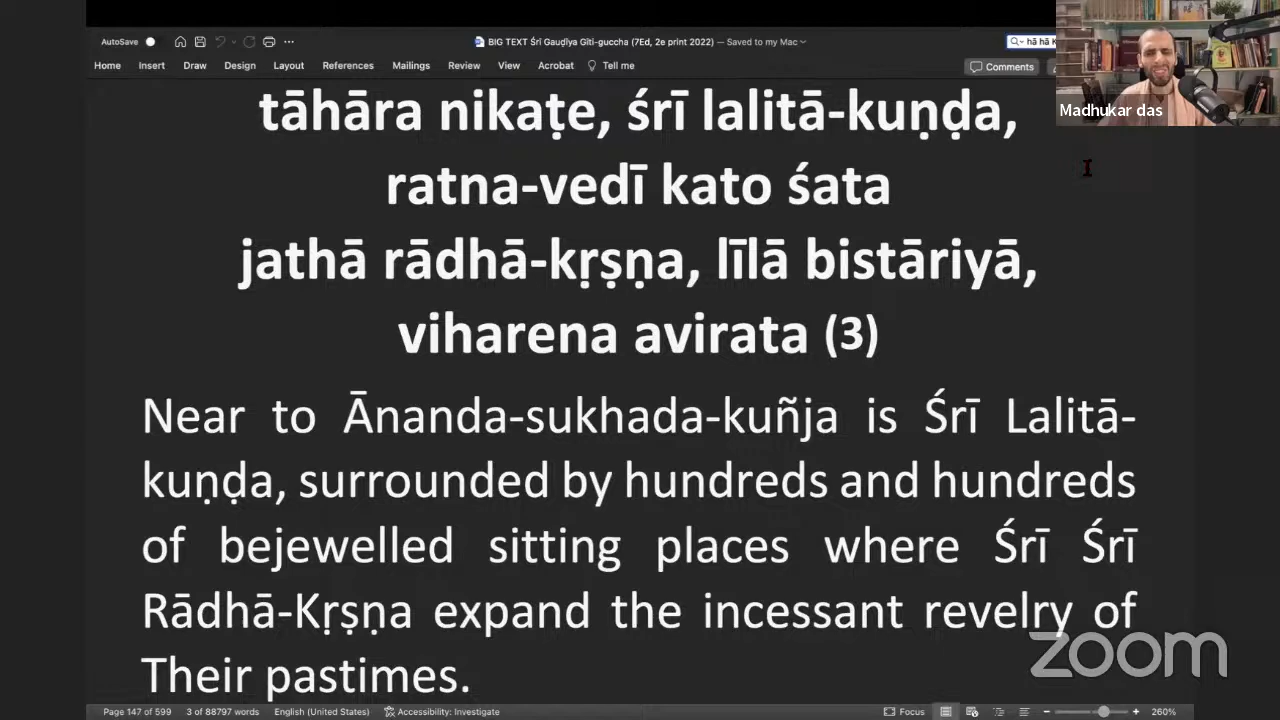 AutoSave
BIG TEXT Śrī Gauḍīya Gīti-guccha (7Ed, 2e print 2022) — Saved to my Mac
hā hā
Home Insert Draw Design Layout References Mailings Review View Acrobat Tell me
Comments
Madhukar das
tāhāra nikaṭe, śrī lalitā-kuṇḍa,
ratna-vedī kato śata
jathā rādhā-kṛṣṇa, līlā bistāriyā,
viharena avirata (3)
Near to Ānanda-sukhada-kuñja is Śrī Lalitā-
kuṇḍa, surrounded by hundreds and hundreds
of bejewelled sitting places where Śrī Śrī
Rādhā-Kṛṣṇa expand the incessant revelry of
Their pastimes.
zoom
Page 147 of 599 3 of 88797 words English (United States) Accessibility: Investigate Focus 260%